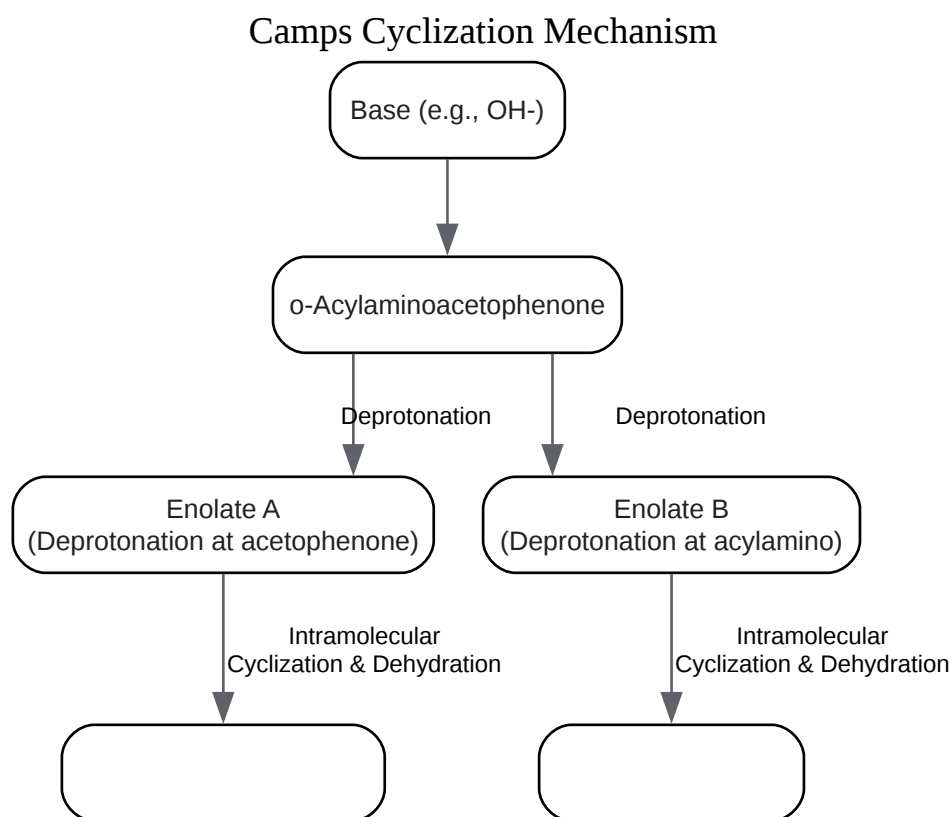 Camps Cyclization Mechanism
Base (e.g., OH-)
o-Acylaminoacetophenone
Deprotonation
Deprotonation
Enolate A
(Deprotonation at acetophenone)
Enolate B
(Deprotonation at acylamino)
Intramolecular
Cyclization & Dehydration
Intramolecular
Cyclization & Dehydration